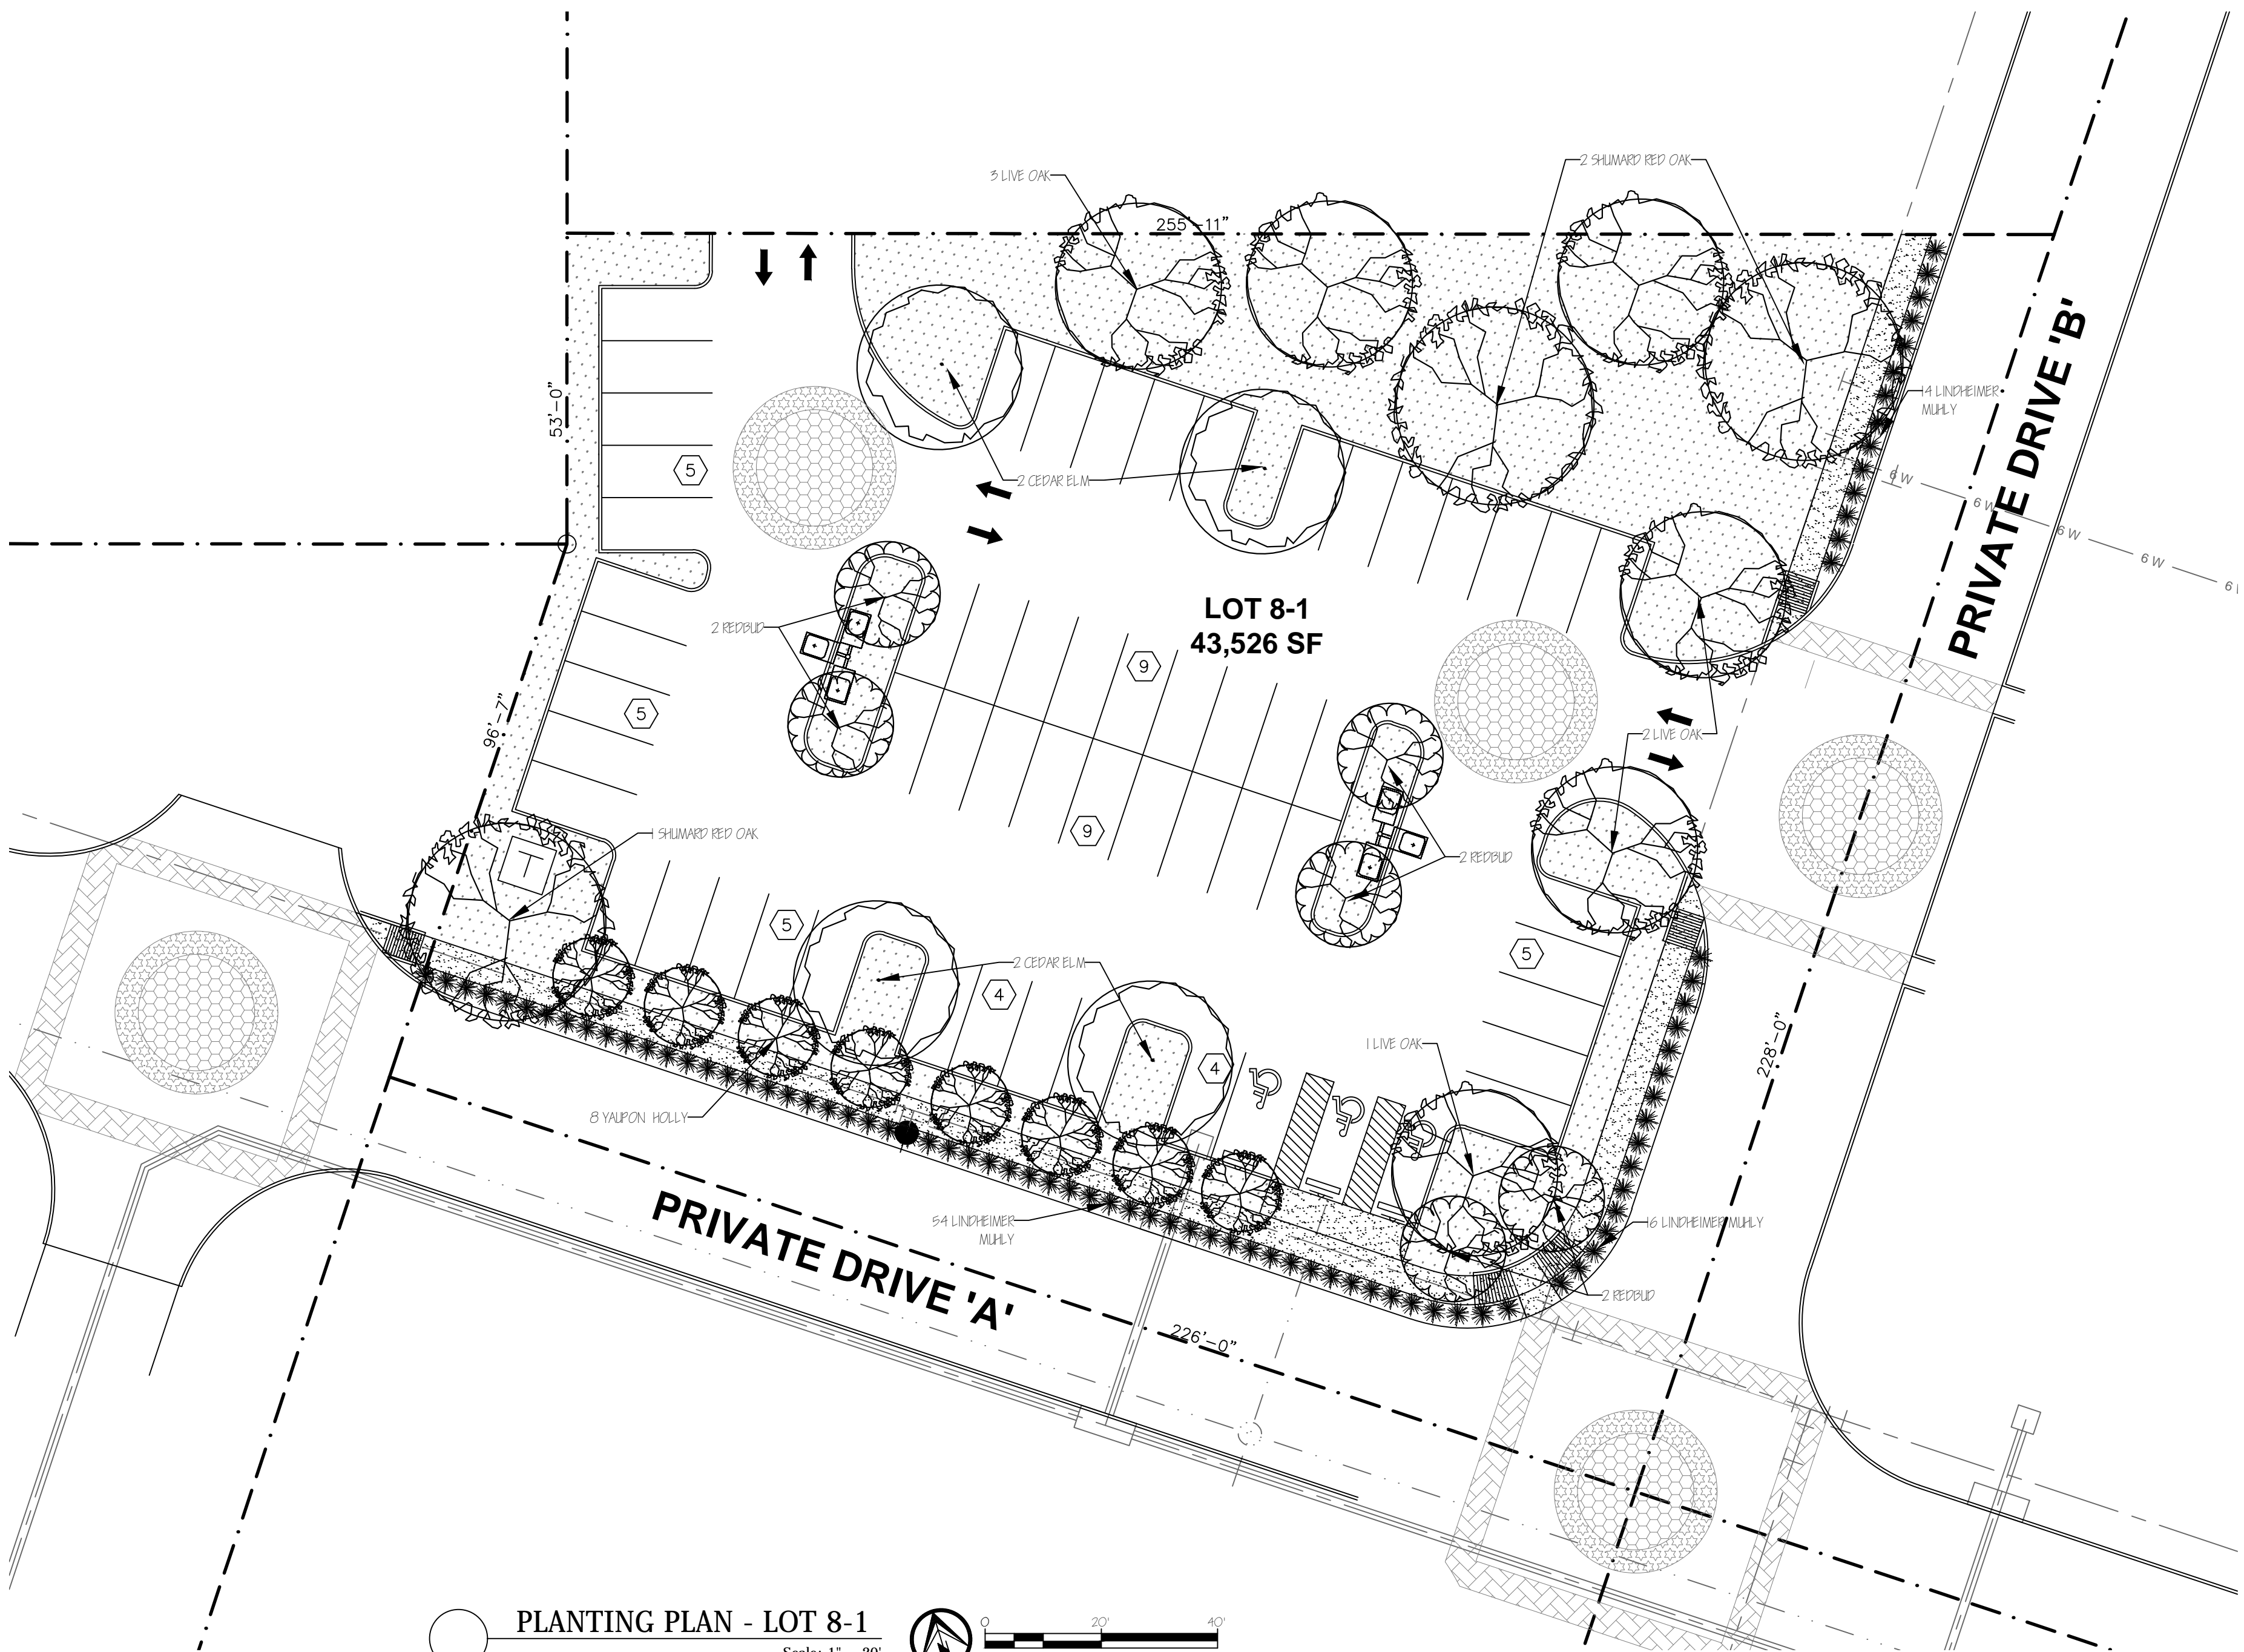 2 SHUMARD RED OAK
3 LIVE OAK
255'-11"
14 LINDHEIMER
MUHLY
PRIVATE DRIVE 'B'
53'-0"
5
2 CEDAR ELM
6 W
6 W
6 W
6 W
LOT 8-1
43,526 SF
2 REDBUD
9
5
96'-7"
2 LIVE OAK
9
1 SHUMARD RED OAK
T
2 REDBUD
5
5
2 CEDAR ELM
4
228'-0"
1 LIVE OAK
4
8 YAUPON HOLLY
54 LINDHEIMER
MUHLY
16 LINDHEIMER MUHLY
PRIVATE DRIVE 'A'
2 REDBUD
226'-0"
PLANTING PLAN - LOT 8-1
0 20' 40'